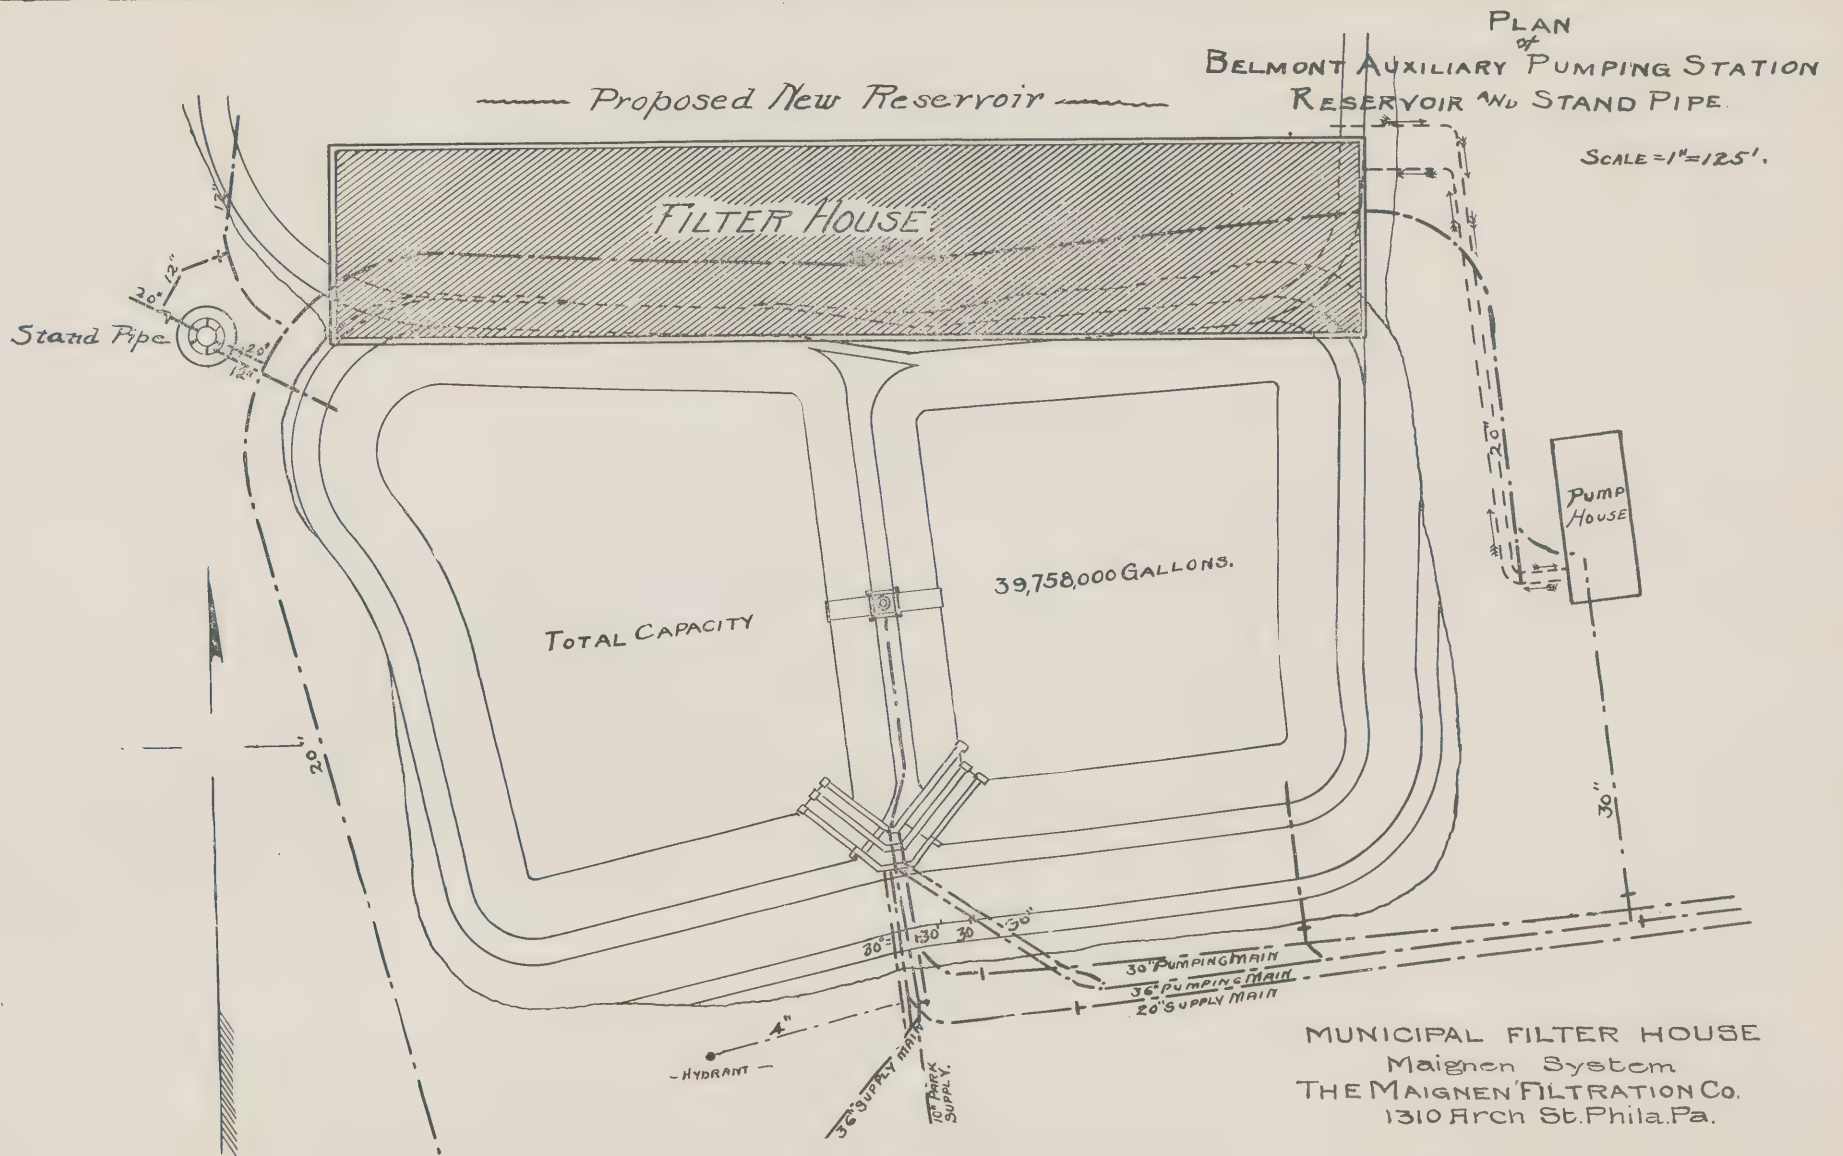 PLAN
of
BELMONT AUXILIARY PUMPING STATION
RESERVOIR AND STAND PIPE.
SCALE = 1" = 125'.
Proposed New Reservoir
FILTER HOUSE.
12"
12"
20"
Stand Pipe
20"
12"
20"
PUMP
HOUSE
39,758,000 GALLONS.
TOTAL CAPACITY
20"
30"
30"
30"
30"
30"
30" PUMPING MAIN
36" PUMPING MAIN
20" SUPPLY MAIN
4"
HYDRANT
36" SUPPLY MAIN
10" PARK
SUPPLY.
MUNICIPAL FILTER HOUSE
Maignen System
THE MAIGNEN FILTRATION Co.
1310 Arch St. Phila. Pa.